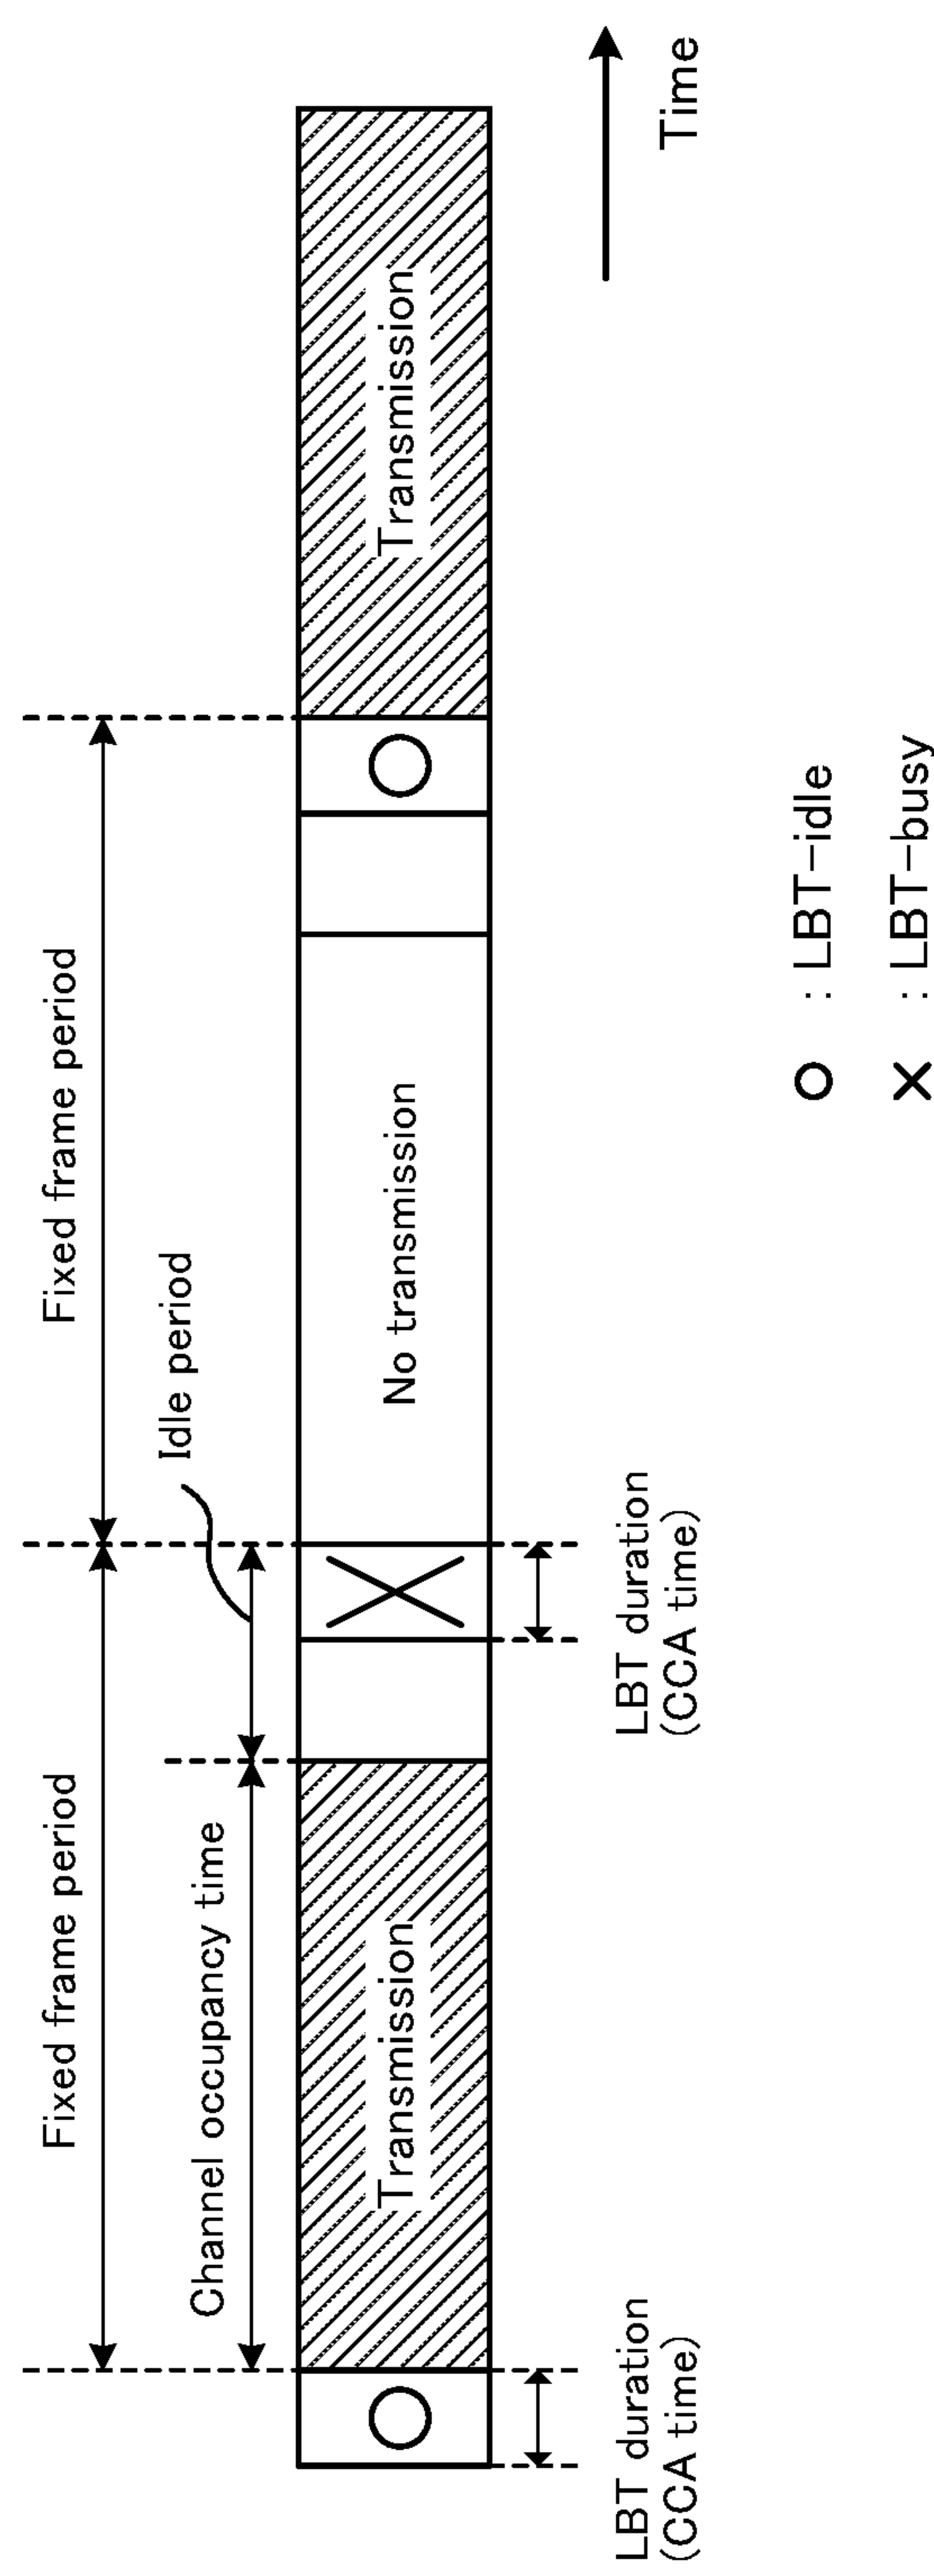 Fixed frame period
Fixed frame period
Idle period
Channel occupancy time
Transmission
No transmission
Transmission
LBT duration
(CCA time)
LBT duration
(CCA time)
Time
: LBT-idle
: LBT-busy